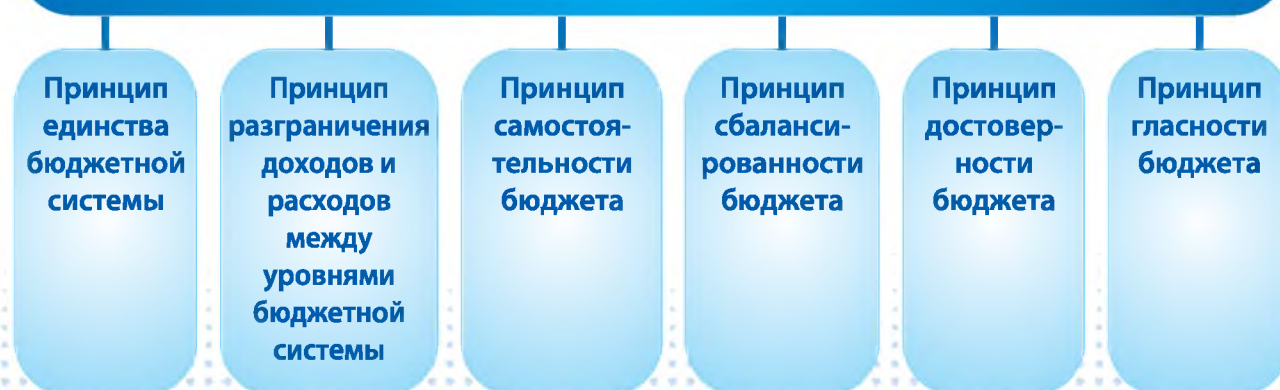 Принцип
единства
бюджетной
системы
Принцип
разграничения
доходов и
расходов
между
уровнями
бюджетной
системы
Принцип
самостоя-
тельности
бюджета
Принцип
сбаланси-
рованности
бюджета
Принцип
достовер-
ности
бюджета
Принцип
гласности
бюджета